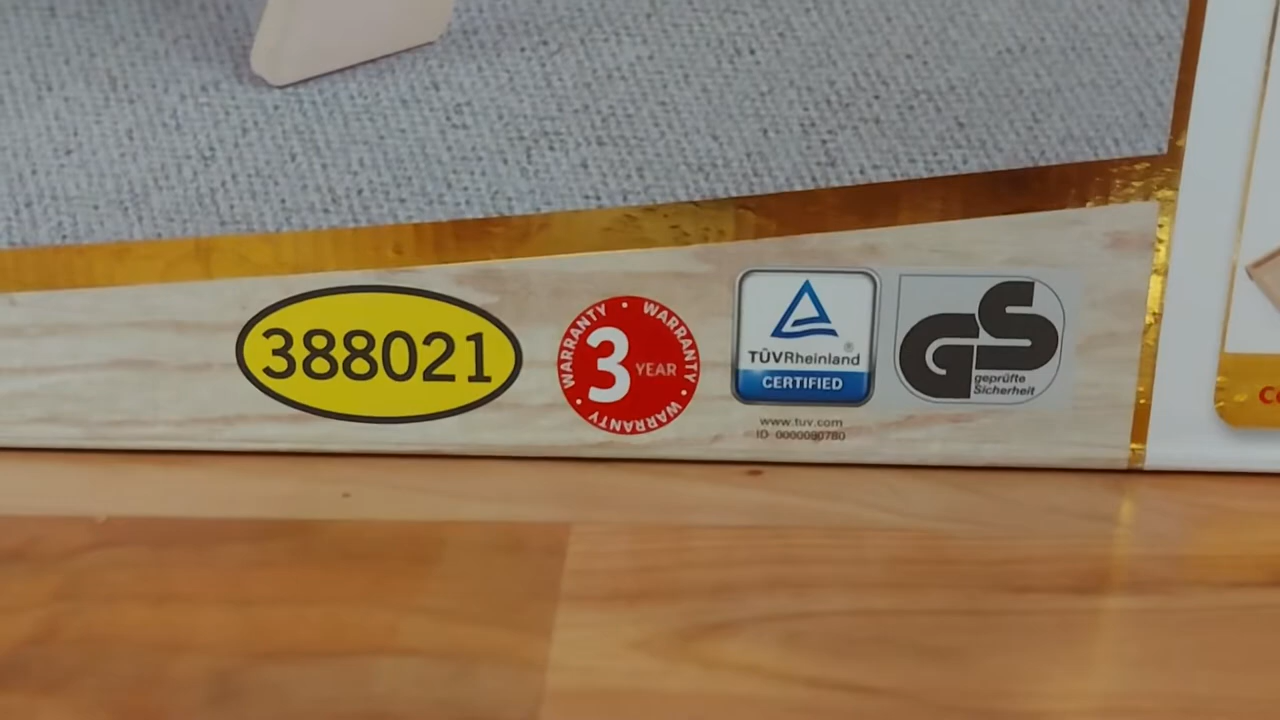 388021
WARRANTY • WARRANTY • WARRANTY •
3 YEAR
TÜVRheinland®
CERTIFIED
www.tuv.com
ID 0000090780
GS
geprüfte
Sicherheit